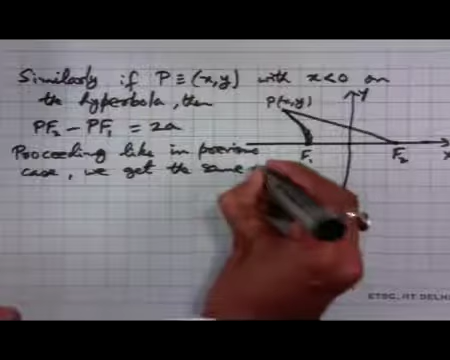 Similarly if P ≡ (x,y) with x<0 on
the hyperbola, then
P(x,y)
y
PF₂ - PF₁ = 2a
Proceeding like in previous
case, we get the same
F₁
F₂
x
ETSC, IIT DELHI